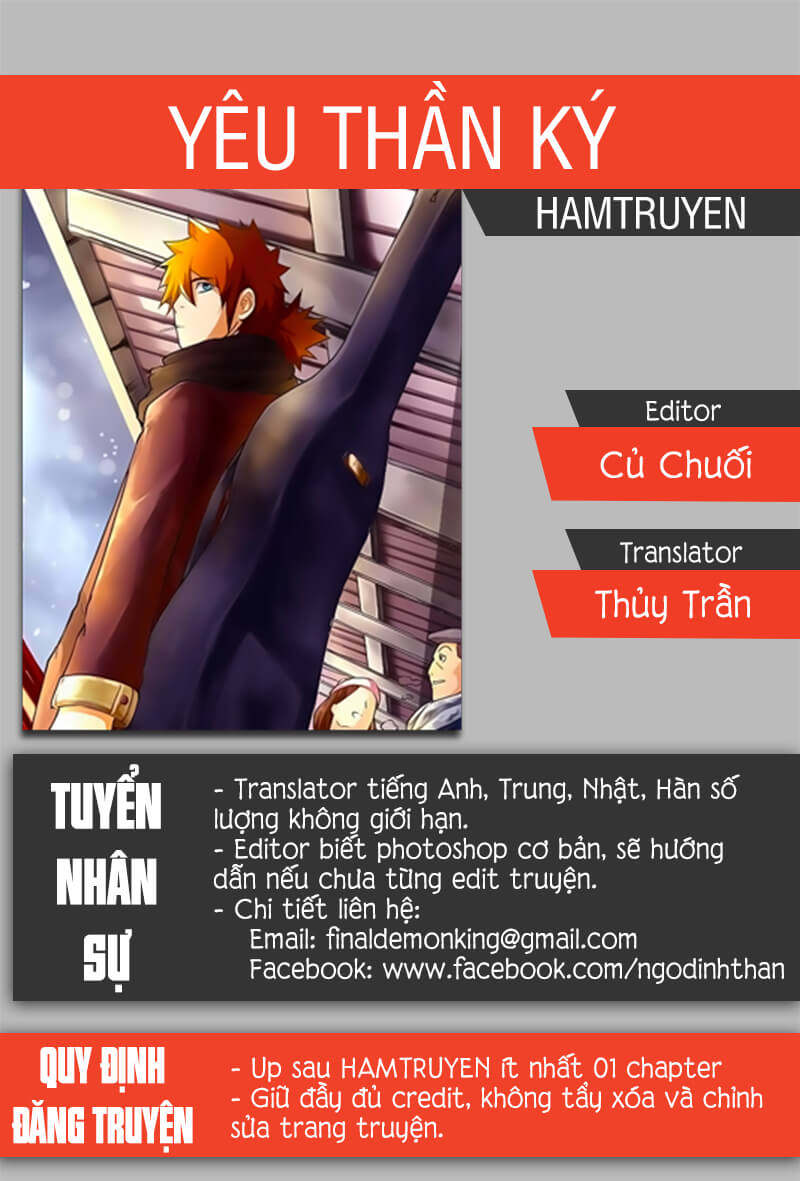 YÊU THẦN KÝ
HAMTRUYEN
Editor
Củ Chuối
Translator
Thủy Trần
TUYỂN
NHÂN
SỰ
- Translator tiếng Anh, Trung, Nhật, Hàn số
lượng không giới hạn.
- Editor biết photoshop cơ bản, sẽ hướng
dẫn nếu chưa từng edit truyện.
- Chi tiết liên hệ:
Email: finaldemonking@gmail.com
Facebook: www.facebook.com/ngodinhthan
QUY ĐỊNH
ĐĂNG TRUYỆN
- Up sau HAMTRUYEN ít nhất 01 chapter
- Giữ đầy đủ credit, không tẩy xóa và chỉnh
sửa trang truyện.